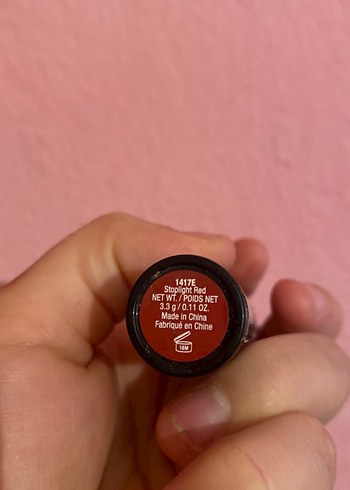 1417E
Stoplight Red
NET WT. / POIDS NET
3.3 g / 0.11 OZ.
Made in China
Fabriqué en Chine
18M